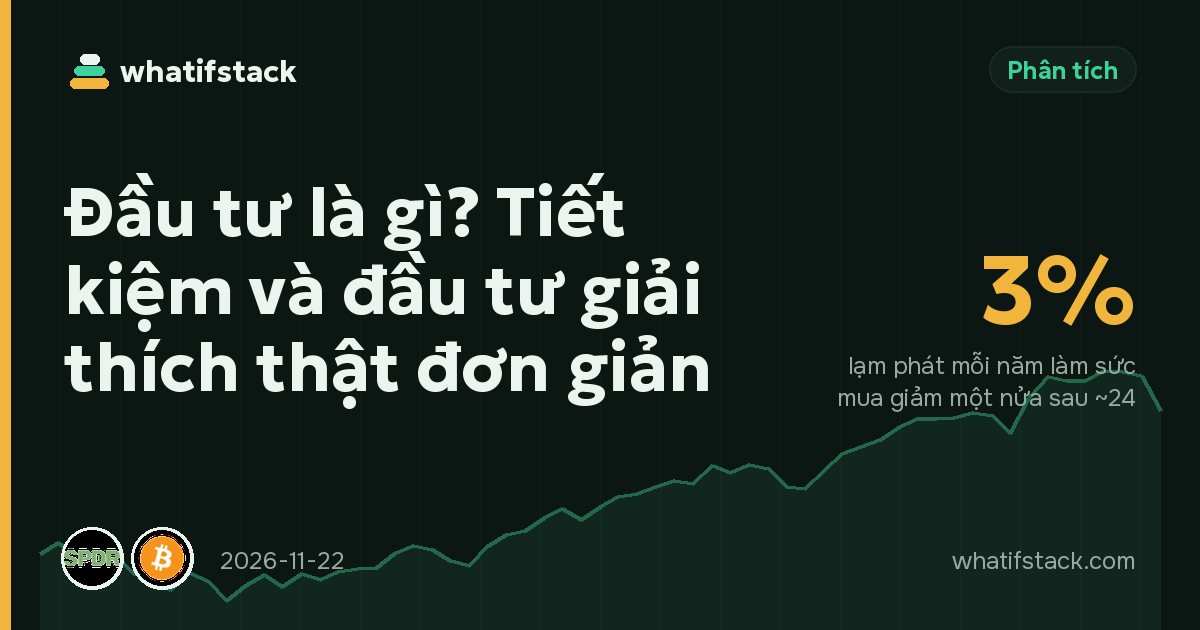 whatifstack
Phân tích
Đầu tư là gì? Tiết
kiệm và đầu tư giải
thích thật đơn giản
3%
lạm phát mỗi năm làm sức
mua giảm một nửa sau ~24
SPDR
2026-11-22
whatifstack.com